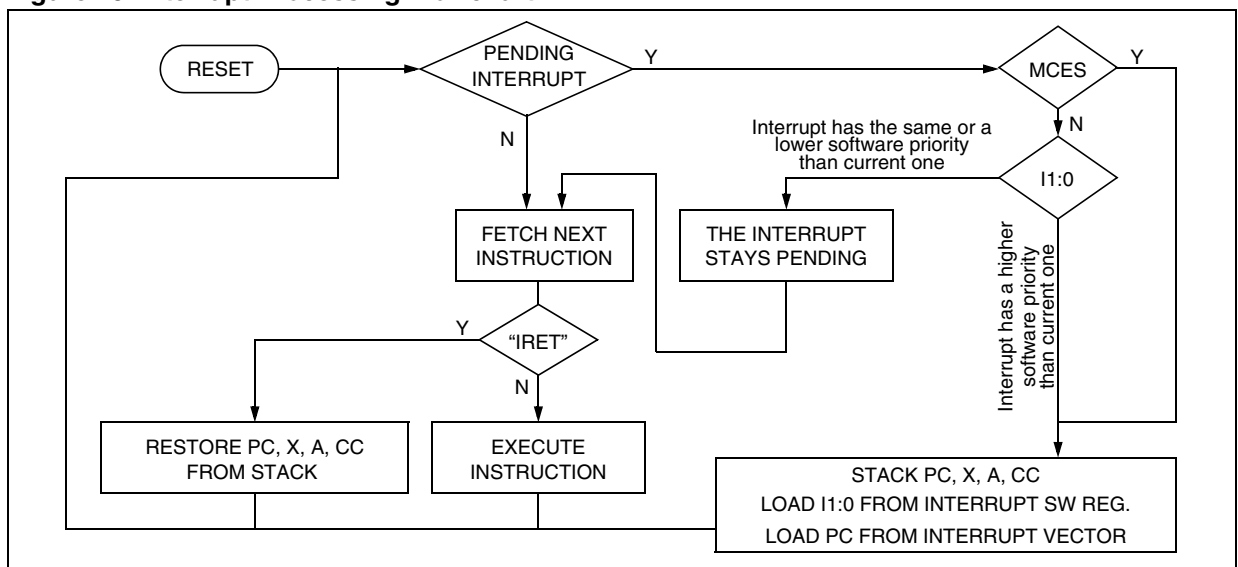 RESET
PENDING
INTERRUPT
Y
MCES
Y
N
N
Interrupt has the same or a
lower software priority
than current one
I1:0
FETCH NEXT
INSTRUCTION
THE INTERRUPT
STAYS PENDING
Interrupt has a higher
software priority
than current one
Y
“IRET”
N
RESTORE PC, X, A, CC
FROM STACK
EXECUTE
INSTRUCTION
STACK PC, X, A, CC
LOAD I1:0 FROM INTERRUPT SW REG.
LOAD PC FROM INTERRUPT VECTOR